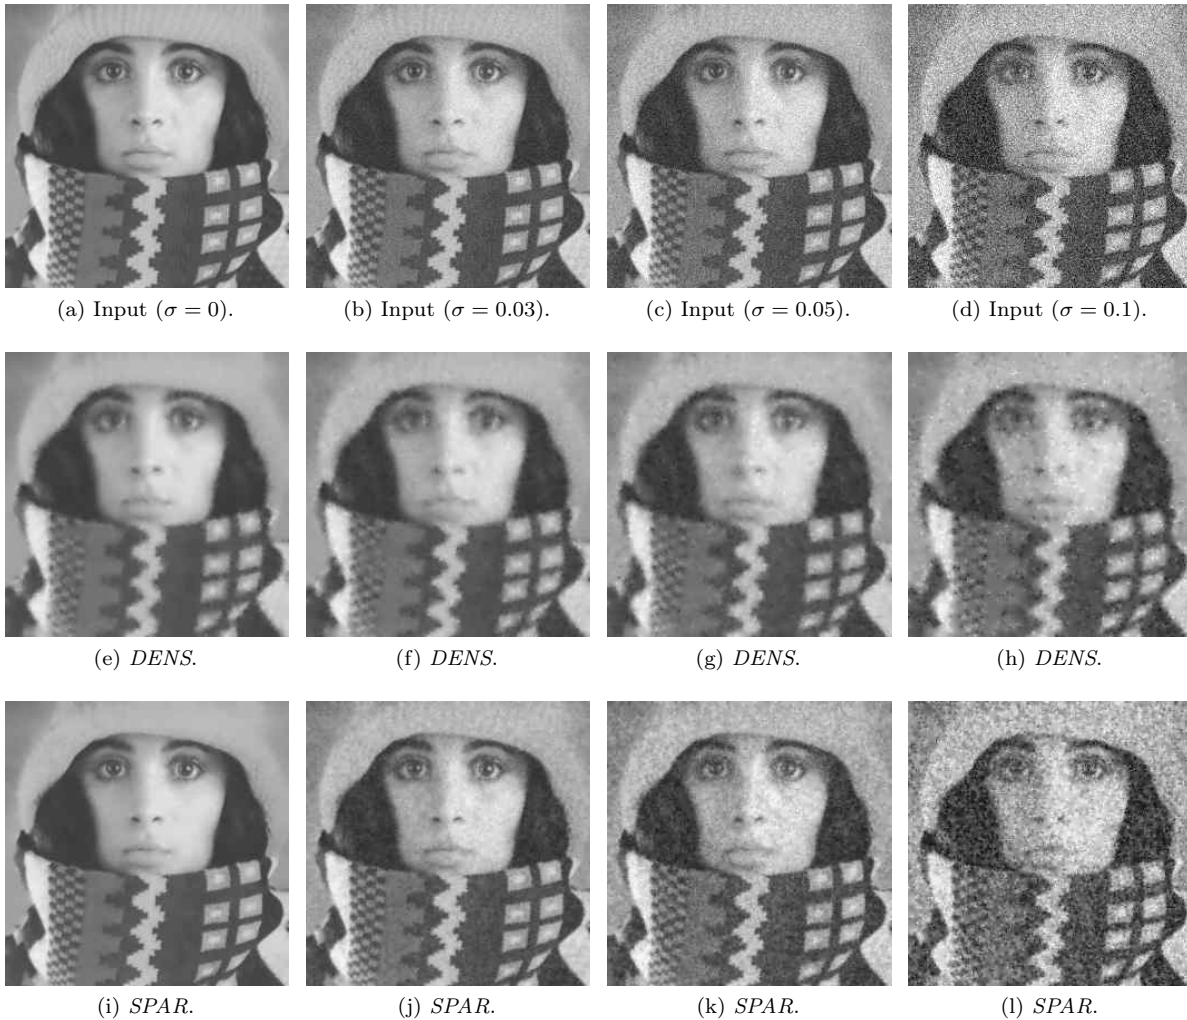 (a) Input (σ = 0).
(b) Input (σ = 0.03).
(c) Input (σ = 0.05).
(d) Input (σ = 0.1).
(e) DENS.
(f) DENS.
(g) DENS.
(h) DENS.
(i) SPAR.
(j) SPAR.
(k) SPAR.
(l) SPAR.